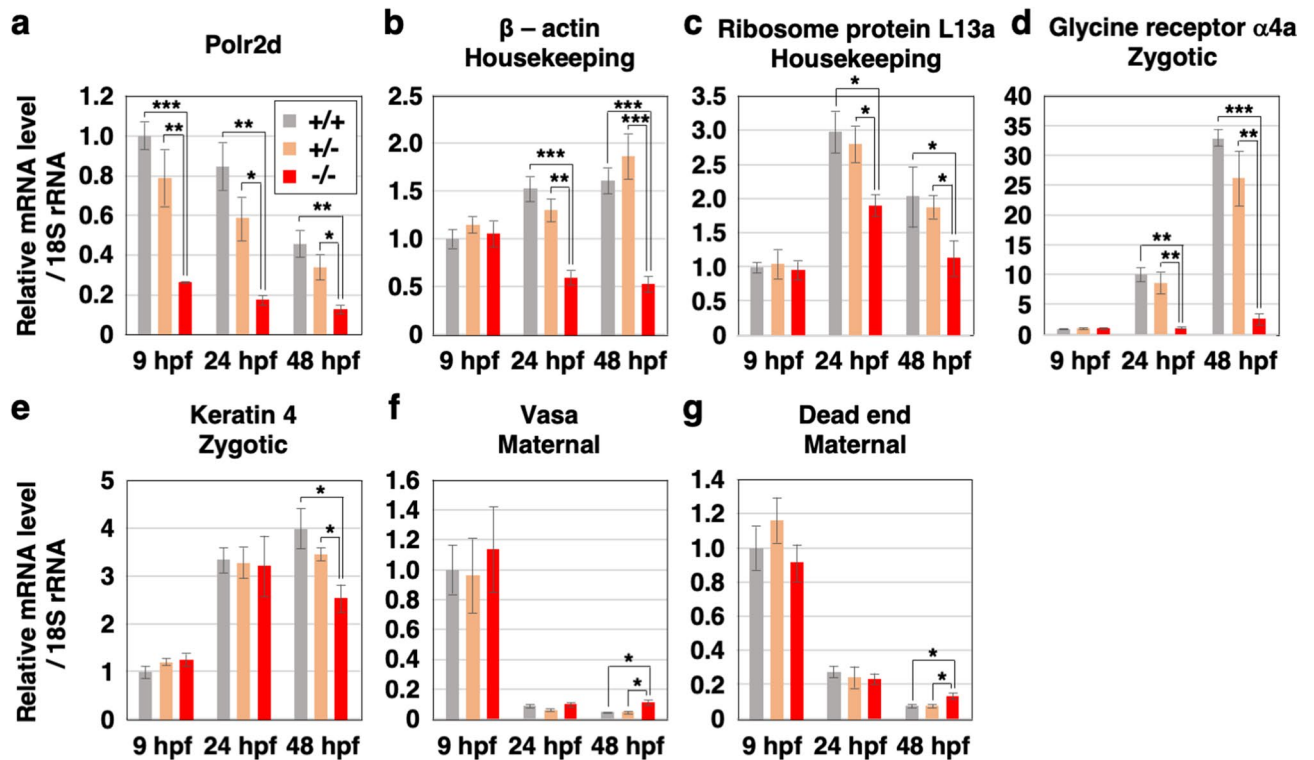 a
Polr2d
Relative mRNA level
/ 18S rRNA
1.2
1.0
0.8
0.6
0.4
0.2
0
*** ** ** * ** *
+/+
+/-
-/-
9 hpf 24 hpf 48 hpf
b
β – actin
Housekeeping
2.5
2.0
1.5
1.0
0.5
0
*** ** *** ***
9 hpf 24 hpf 48 hpf
c
Ribosome protein L13a
Housekeeping
3.5
3.0
2.5
2.0
1.5
1.0
0.5
0
* * * *
9 hpf 24 hpf 48 hpf
d
Glycine receptor α4a
Zygotic
40
35
30
25
20
15
10
5
0
** ** *** **
9 hpf 24 hpf 48 hpf
e
Keratin 4
Zygotic
Relative mRNA level
/ 18S rRNA
5
4
3
2
1
0
* *
9 hpf 24 hpf 48 hpf
f
Vasa
Maternal
1.6
1.4
1.2
1.0
0.8
0.6
0.4
0.2
0
* *
9 hpf 24 hpf 48 hpf
g
Dead end
Maternal
1.4
1.2
1.0
0.8
0.6
0.4
0.2
0
* *
9 hpf 24 hpf 48 hpf